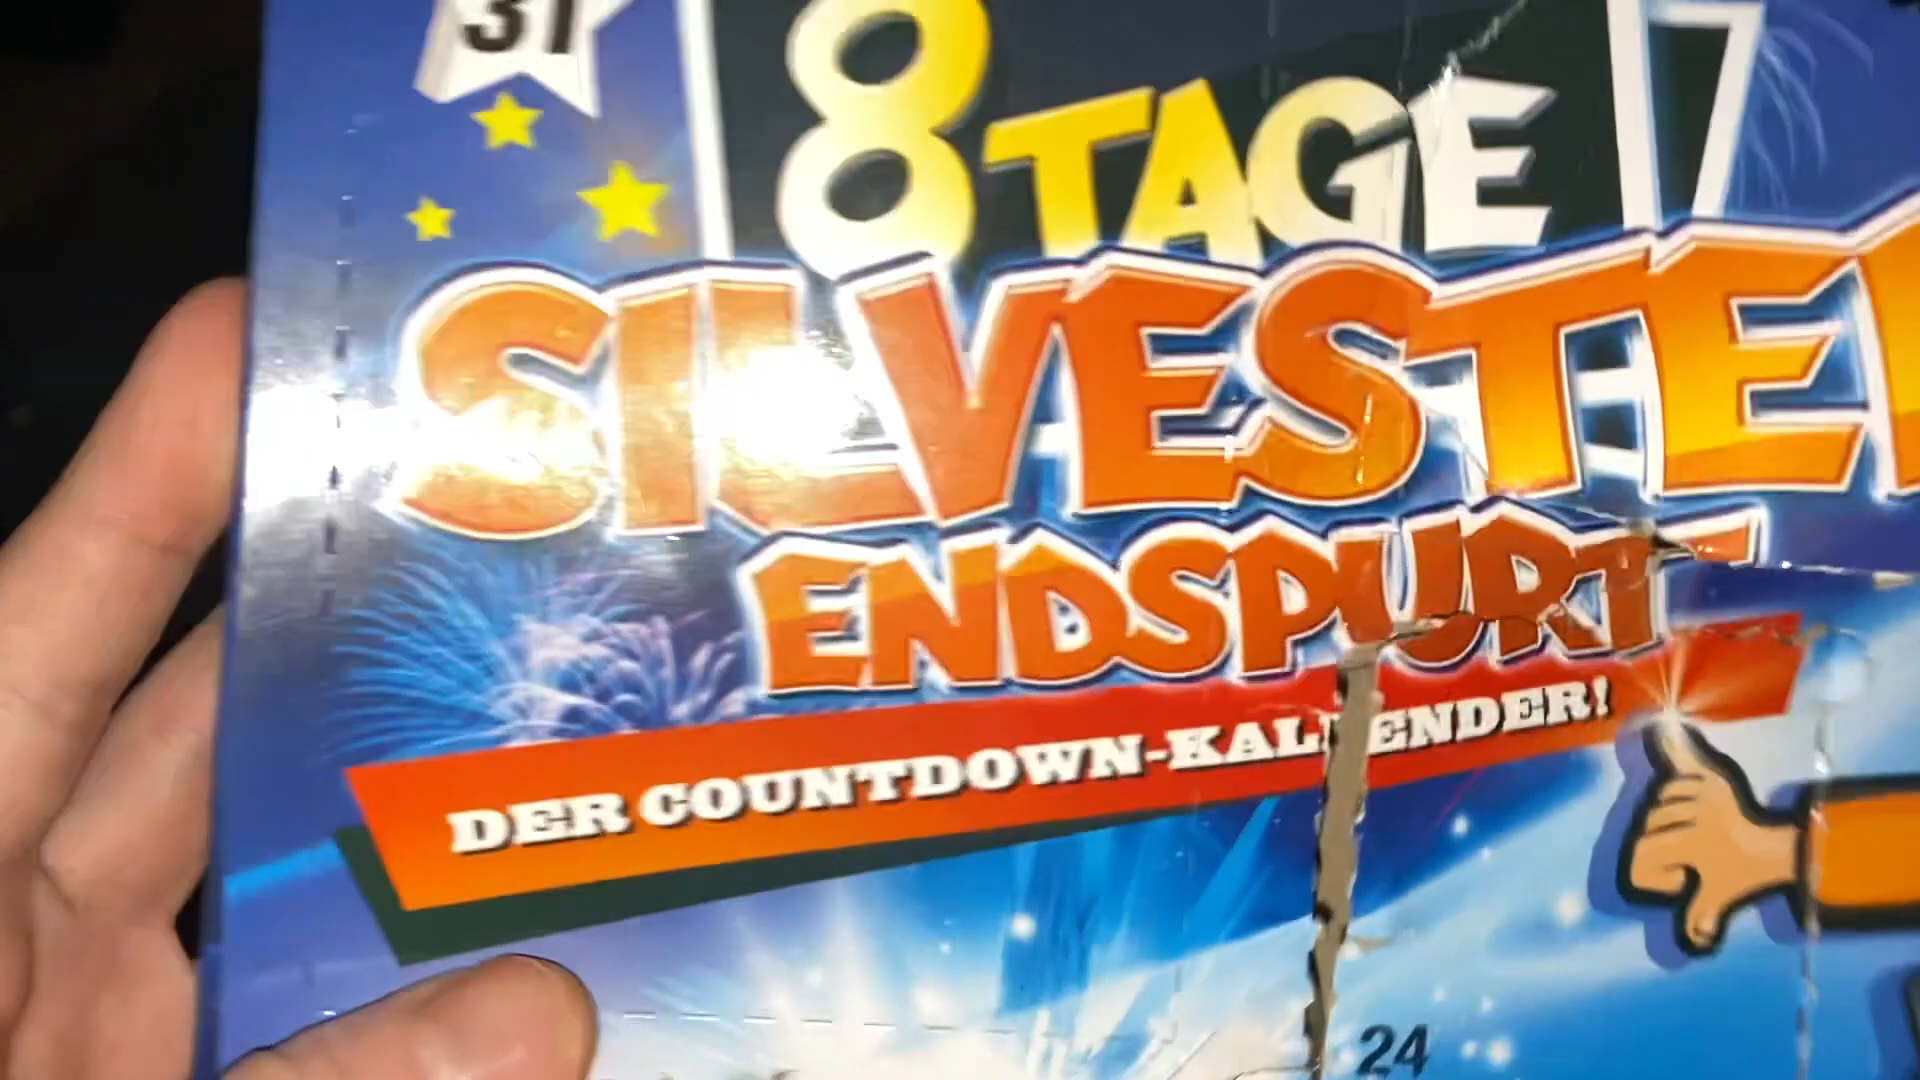 31
8 TAGE
SILVESTER
ENDSPURT
DER COUNTDOWN-KALENDER!
24